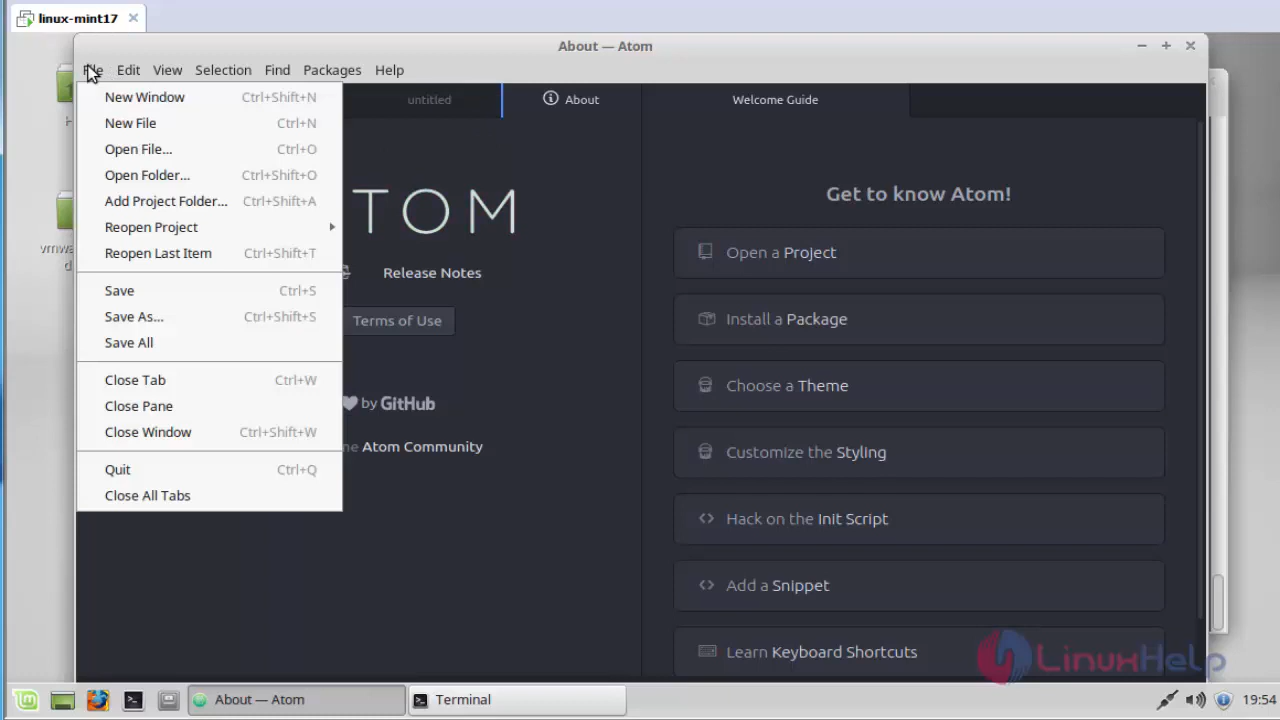 linux-mint17
About — Atom
File Edit View Selection Find Packages Help
New Window Ctrl+Shift+N
New File Ctrl+N
Open File... Ctrl+O
Open Folder... Ctrl+Shift+O
Add Project Folder... Ctrl+Shift+A
Reopen Project
Reopen Last Item Ctrl+Shift+T
Save Ctrl+S
Save As... Ctrl+Shift+S
Save All
Close Tab Ctrl+W
Close Pane
Close Window Ctrl+Shift+W
Quit Ctrl+Q
Close All Tabs
untitled
About
TOM
Release Notes
Terms of Use
by GitHub
Atom Community
Welcome Guide
Get to know Atom!
Open a Project
Install a Package
Choose a Theme
Customize the Styling
Hack on the Init Script
Add a Snippet
Learn Keyboard Shortcuts
LinuxHelp
About — Atom
Terminal
19:54